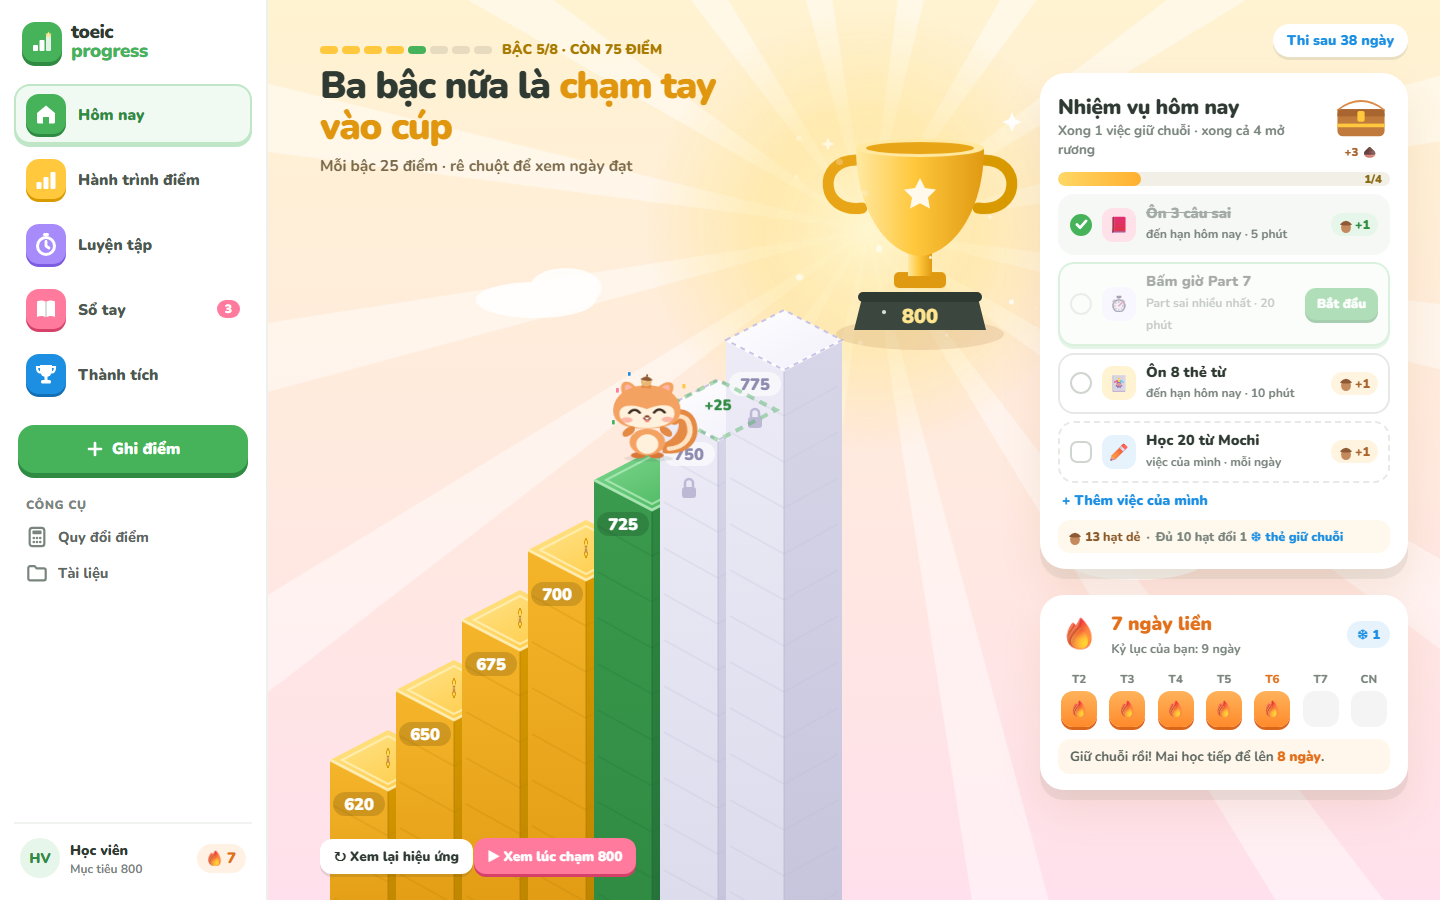 toeic
progress
Hôm nay
Hành trình điểm
Luyện tập
Sổ tay
3
Thành tích
+ Ghi điểm
CÔNG CỤ
Quy đổi điểm
Tài liệu
HV
Học viên
Mục tiêu 800
7
BẬC 5/8 · CÒN 75 ĐIỂM
Ba bậc nữa là chạm tay
vào cúp
Mỗi bậc 25 điểm · rê chuột để xem ngày đạt
800
775
+25
750
725
700
675
650
620
↻ Xem lại hiệu ứng
▶ Xem lúc chạm 800
Thi sau 38 ngày
Nhiệm vụ hôm nay
Xong 1 việc giữ chuỗi · xong cả 4 mở
rương
+3
1/4
Ôn 3 câu sai
đến hạn hôm nay · 5 phút
+1
Bấm giờ Part 7
Part sai nhiều nhất · 20
phút
Bắt đầu
Ôn 8 thẻ từ
đến hạn hôm nay · 10 phút
+1
Học 20 từ Mochi
việc của mình · mỗi ngày
+1
+ Thêm việc của mình
13 hạt dẻ · Đủ 10 hạt đổi 1 ❄ thẻ giữ chuỗi
7 ngày liền
Kỷ lục của bạn: 9 ngày
❄ 1
T2 T3 T4 T5 T6 T7 CN
Giữ chuỗi rồi! Mai học tiếp để lên 8 ngày.